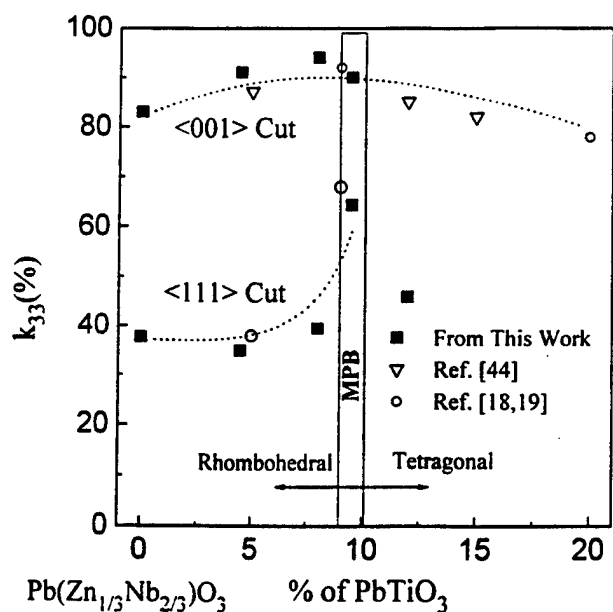 100
80
60
40
20
0
k33(%)
<001> Cut
<111> Cut
MPB
■ From This Work
▽ Ref. [44]
○ Ref. [18,19]
Rhombohedral
Tetragonal
0 5 10 15 20
Pb(Zn1/3Nb2/3)O3 % of PbTiO3